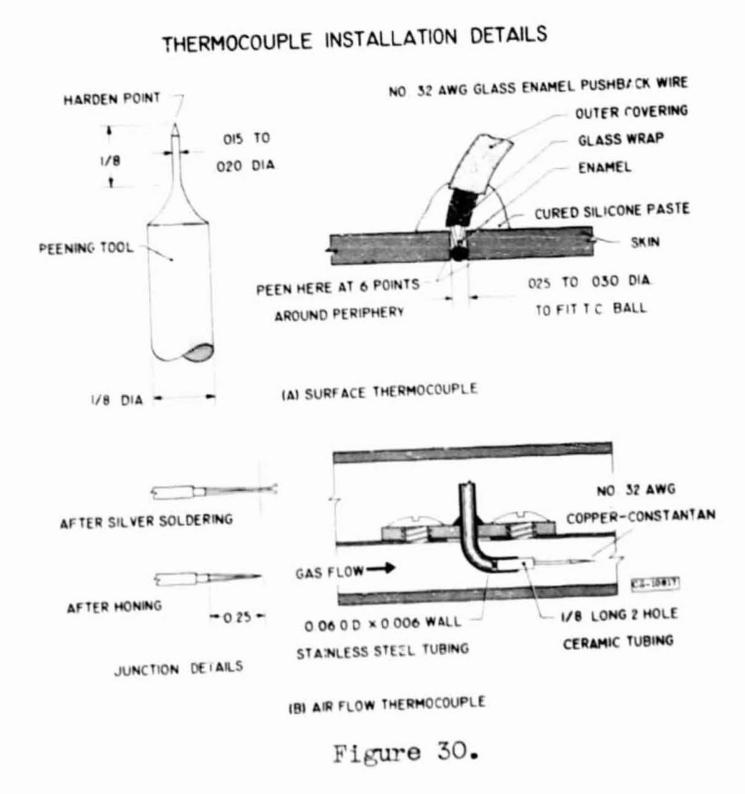 THERMOCOUPLE INSTALLATION DETAILS
HARDEN POINT
1/8
.015 TO
.020 DIA
PEENING TOOL
1/8 DIA
NO. 32 AWG GLASS ENAMEL PUSHBACK WIRE
OUTER COVERING
GLASS WRAP
ENAMEL
CURED SILICONE PASTE
SKIN
PEEN HERE AT 6 POINTS
AROUND PERIPHERY
.025 TO .030 DIA.
TO FIT T C BALL
(A) SURFACE THERMOCOUPLE
AFTER SILVER SOLDERING
AFTER HONING
0.25
JUNCTION DETAILS
GAS FLOW
NO. 32 AWG
COPPER-CONSTANTAN
0.06 O D × 0.006 WALL
STAINLESS STEEL TUBING
1/8 LONG 2 HOLE
CERAMIC TUBING
(B) AIR FLOW THERMOCOUPLE
Figure 30.